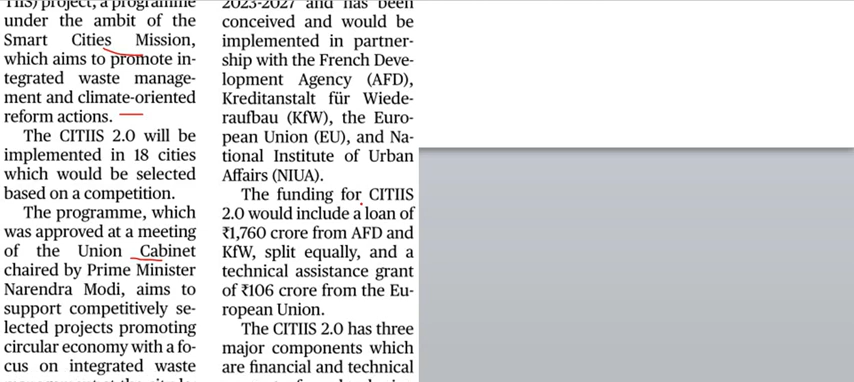 TIIS) project, a programme
under the ambit of the
Smart Cities Mission,
which aims to promote in-
tegrated waste manage-
ment and climate-oriented
reform actions.
The CITIIS 2.0 will be
implemented in 18 cities
which would be selected
based on a competition.
The programme, which
was approved at a meeting
of the Union Cabinet
chaired by Prime Minister
Narendra Modi, aims to
support competitively se-
lected projects promoting
circular economy with a fo-
cus on integrated waste
2023-2027 and has been
conceived and would be
implemented in partner-
ship with the French Deve-
lopment Agency (AFD),
Kreditanstalt für Wiede-
raufbau (KfW), the Euro-
pean Union (EU), and Na-
tional Institute of Urban
Affairs (NIUA).
The funding for CITIIS
2.0 would include a loan of
₹1,760 crore from AFD and
KfW, split equally, and a
technical assistance grant
of ₹106 crore from the Eu-
ropean Union.
The CITIIS 2.0 has three
major components which
are financial and technical